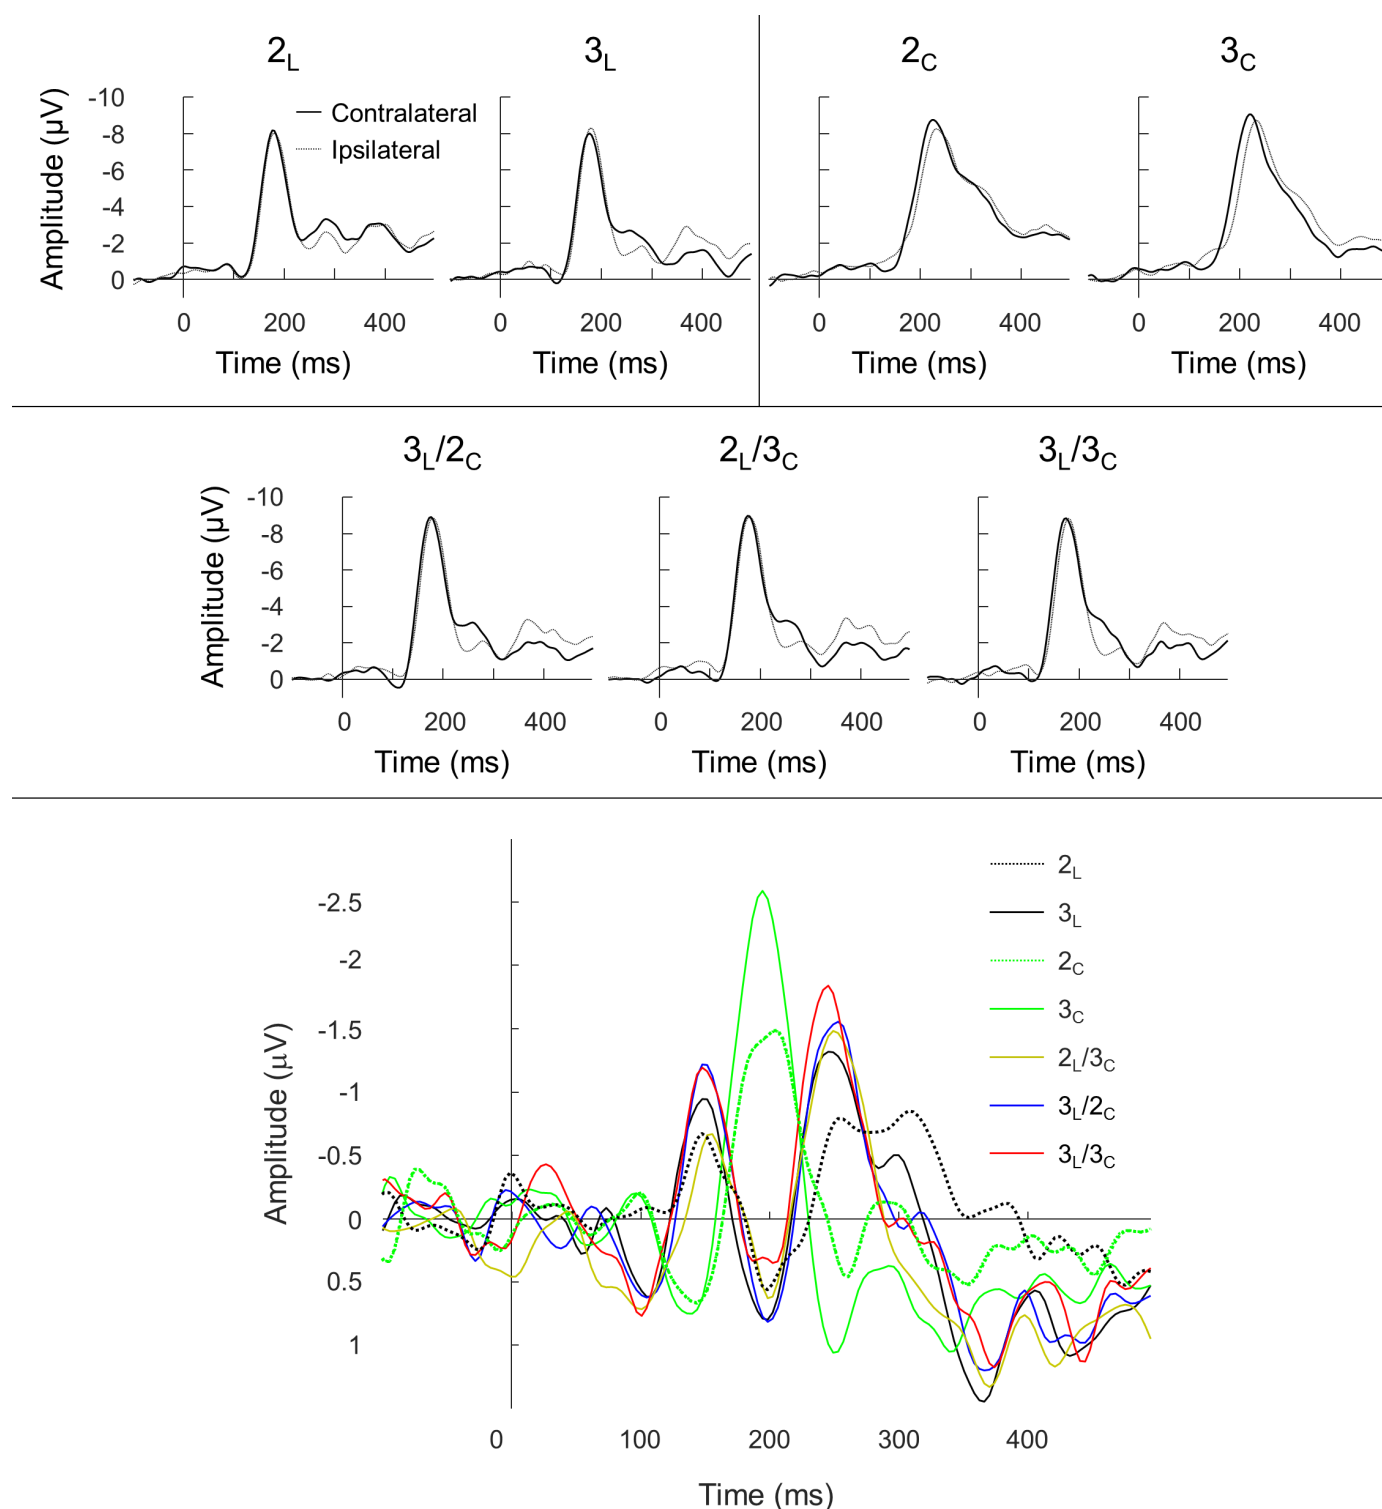 2L 3L 2C 3C
Contralateral
Ipsilateral
Amplitude (µV)
-10
-8
-6
-4
-2
0
0 200 400 0 200 400 0 200 400 0 200 400
Time (ms) Time (ms) Time (ms) Time (ms)
3L/2C 2L/3C 3L/3C
Amplitude (µV)
-10
-8
-6
-4
-2
0
0 200 400 0 200 400 0 200 400
Time (ms) Time (ms) Time (ms)
Amplitude (µV)
-2.5
-2
-1.5
-1
-0.5
0
0.5
1
2L
3L
2C
3C
2L/3C
3L/2C
3L/3C
0 100 200 300 400
Time (ms)